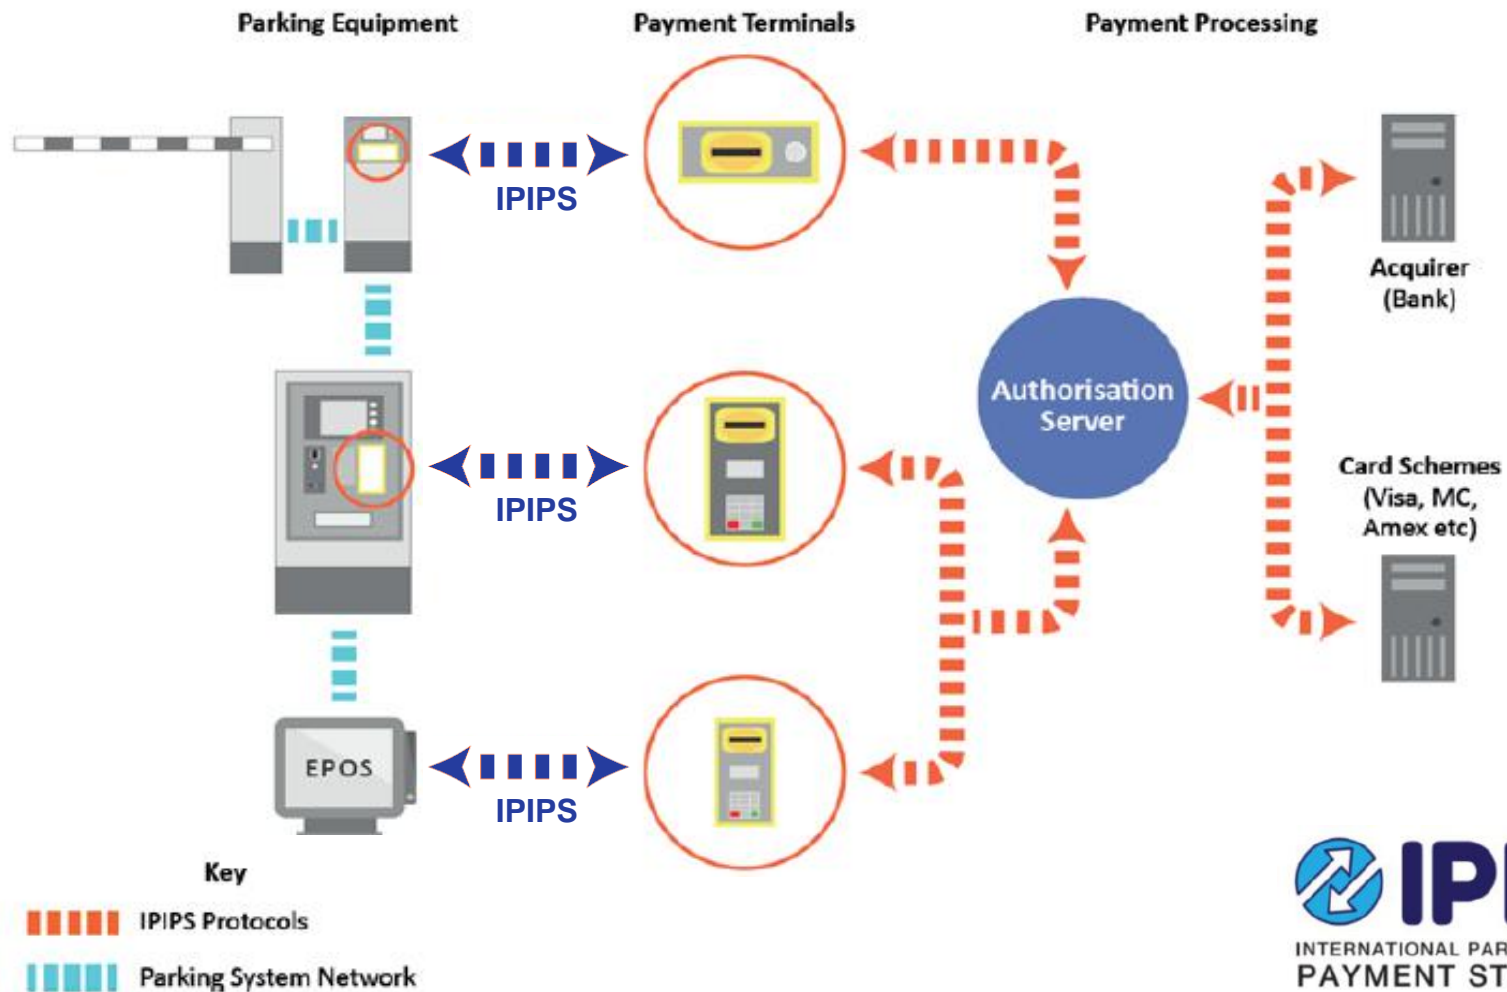 Parking Equipment
Payment Terminals
Payment Processing
IPIPS
Acquirer
(Bank)
Authorisation
Server
Card Schemes
(Visa, MC,
Amex etc)
IPIPS
EPOS
IPIPS
Key
IPIPS Protocols
Parking System Network
IP
INTERNATIONAL PAR
PAYMENT ST